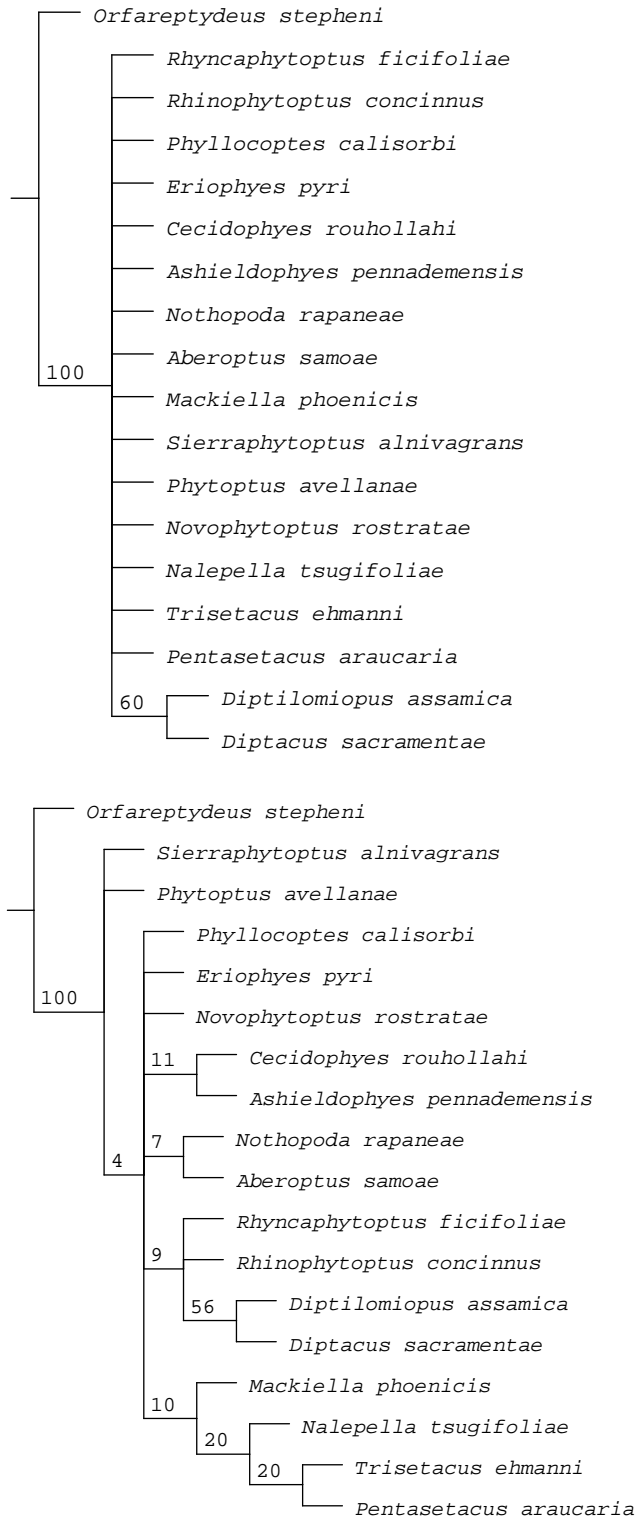 Orfareptydeus stepheni
Rhyncaphytoptus ficifoliae
Rhinophytoptus concinnus
Phyllocoptes calisorbi
Eriophyes pyri
Cecidophyes rouhollahi
Ashieldophyes pennademensis
Nothopoda rapaneae
Aberoptus samoae
100
Mackiella phoenicis
Sierraphytoptus alnivagrans
Phytoptus avellanae
Novophytoptus rostratae
Nalepella tsugifoliae
Trisetacus ehmanni
Pentasetacus araucaria
60
Diptilomiopus assamica
Diptacus sacramentae
Orfareptydeus stepheni
Sierraphytoptus alnivagrans
Phytoptus avellanae
Phyllocoptes calisorbi
Eriophyes pyri
100
Novophytoptus rostratae
11
Cecidophyes rouhollahi
Ashieldophyes pennademensis
7
Nothopoda rapaneae
4
Aberoptus samoae
Rhyncaphytoptus ficifoliae
9
Rhinophytoptus concinnus
56
Diptilomiopus assamica
Diptacus sacramentae
Mackiella phoenicis
10
Nalepella tsugifoliae
20
Trisetacus ehmanni
20
Pentasetacus araucaria